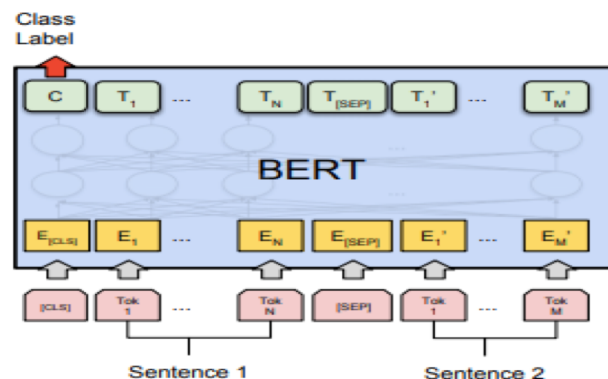 Class
Label
C T1 ... TN T[SEP] T1' ... TM'
...
BERT
...
E[CLS] E1 ... EN E[SEP] E1' ... EM'
[CLS] Tok 1 ... Tok N [SEP] Tok 1 ... Tok M
Sentence 1 Sentence 2